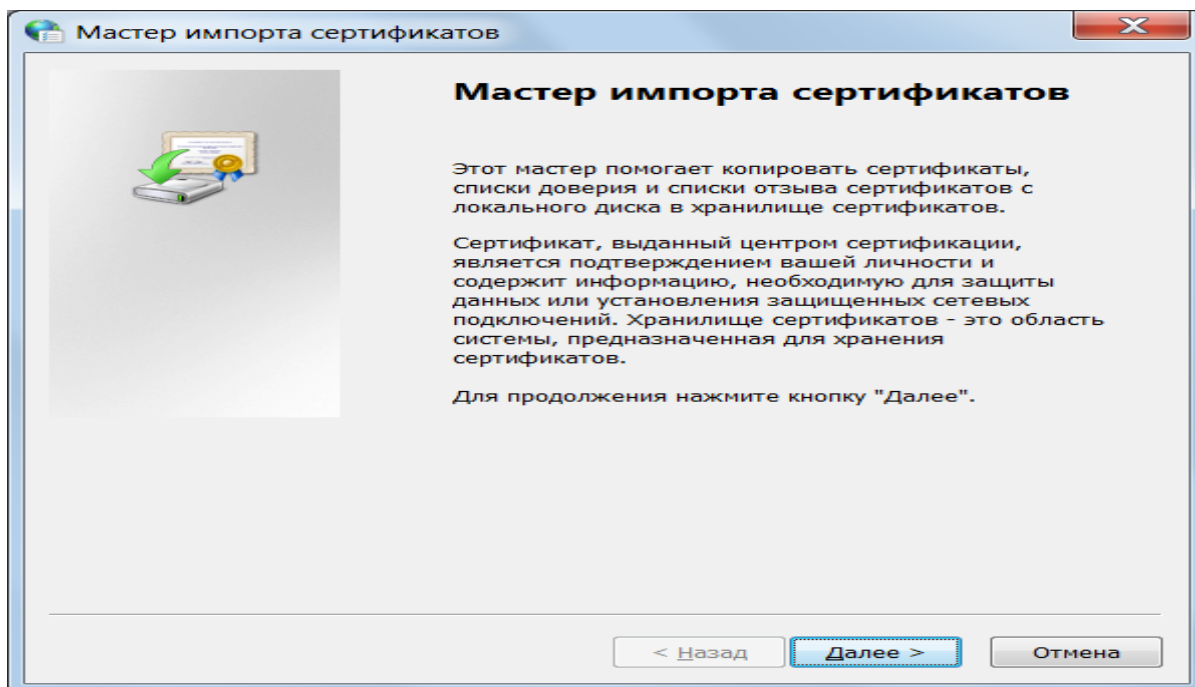 Мастер импорта сертификатов
Мастер импорта сертификатов
Этот мастер помогает копировать сертификаты,
списки доверия и списки отзыва сертификатов с
локального диска в хранилище сертификатов.
Сертификат, выданный центром сертификации,
является подтверждением вашей личности и
содержит информацию, необходимую для защиты
данных или установления защищенных сетевых
подключений. Хранилище сертификатов - это область
системы, предназначенная для хранения
сертификатов.
Для продолжения нажмите кнопку "Далее".
< Назад Далее > Отмена